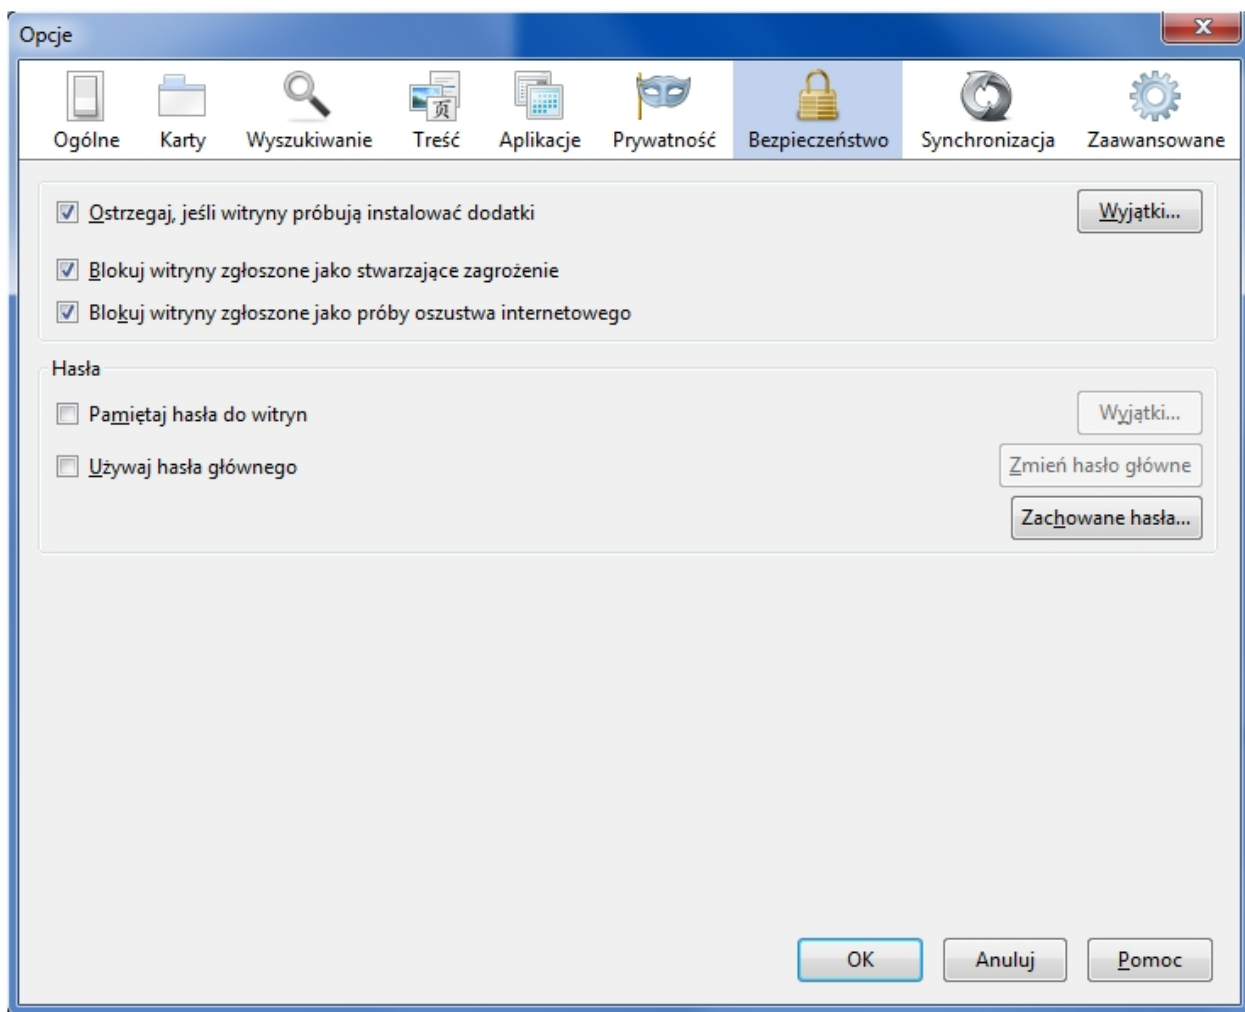 Opcje
Ogólne Karty Wyszukiwanie Treść Aplikacje Prywatność Bezpieczeństwo Synchronizacja Zaawansowane
Ostrzegaj, jeśli witryny próbują instalować dodatki Wyjątki...
Blokuj witryny zgłoszone jako stwarzające zagrożenie
Blokuj witryny zgłoszone jako próby oszustwa internetowego
Hasła
Pamiętaj hasła do witryn Wyjątki...
Używaj hasła głównego Zmień hasło główne
Zachowane hasła...
OK Anuluj Pomoc